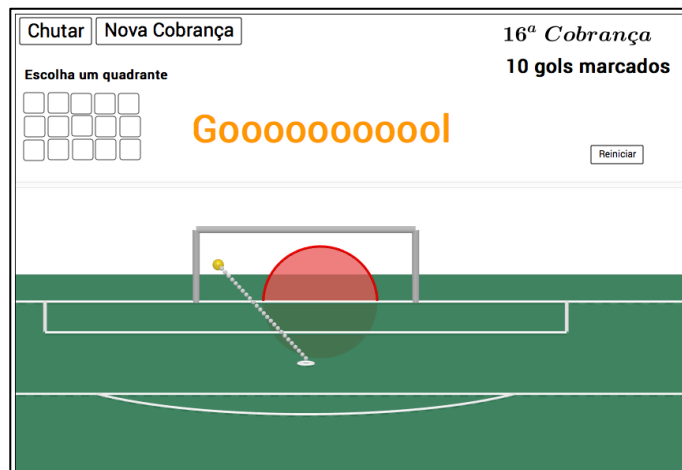 Chutar
Nova Cobrança
16ª Cobrança
10 gols marcados
Escolha um quadrante
Gooooooooool
Reiniciar